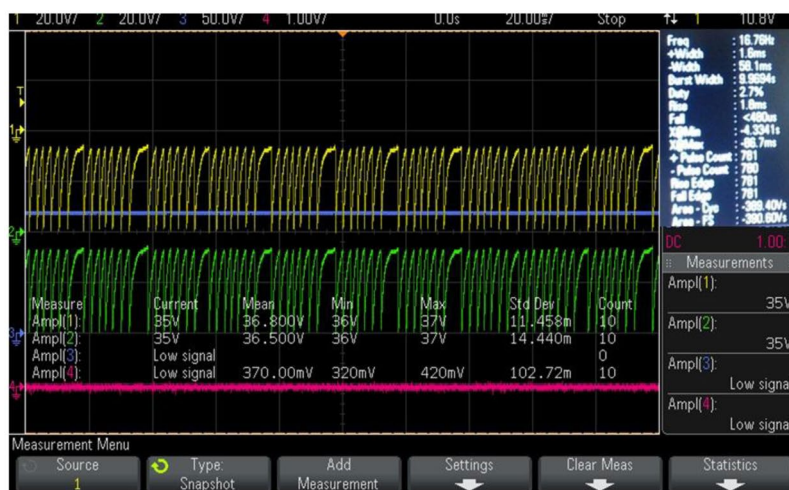 1 20.0V/ 2 20.0V/ 3 50.0V/ 4 1.00V/ 0.0s 20.00㎳/ Stop 1 10.8V
Freq : 16.76Hz
+Width : 1.6ms
-Width : 58.1ms
Burst Width : 9.9694s
Duty : 2.7%
Rise : 1.6ms
Fall : <480us
X@Min : -4.3341s
X@Max : -86.7ms
+ Pulse Count : 781
- Pulse Count : 780
Rise Edge : 781
Fall Edge : 781
Area - Cyc : -389.40Vs
Area - FS : -390.60Vs
T
1
2
3
4
DC 1.00:
Measurements
Ampl(1):
35V
Ampl(2):
35V
Ampl(3):
Low signa
Ampl(4):
Low signa
Measure Current Mean Min Max Std Dev Count
Ampl(1): 35V 36.800V 36V 37V 11.458m 10
Ampl(2): 35V 36.500V 36V 37V 14.440m 10
Ampl(3): Low signal 0
Ampl(4): Low signal 370.00mV 320mV 420mV 102.72m 10
Measurement Menu
Source
1
Type:
Snapshot
Add
Measurement
Settings
Clear Meas
Statistics